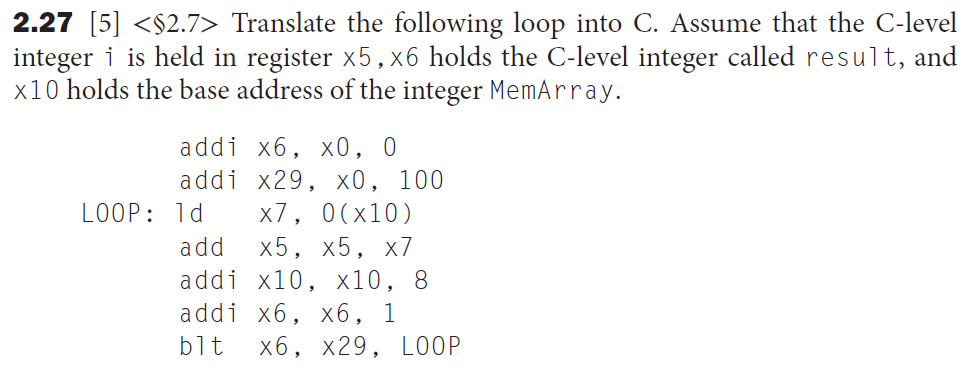 2.27 [5] <§2.7> Translate the following loop into C. Assume that the C-level
integer i is held in register x5, x6 holds the C-level integer called result, and
x10 holds the base address of the integer MemArray.
addi x6, x0, 0
addi x29, x0, 100
LOOP: ld x7, 0(x10)
add x5, x5, x7
addi x10, x10, 8
addi x6, x6, 1
blt x6, x29, LOOP